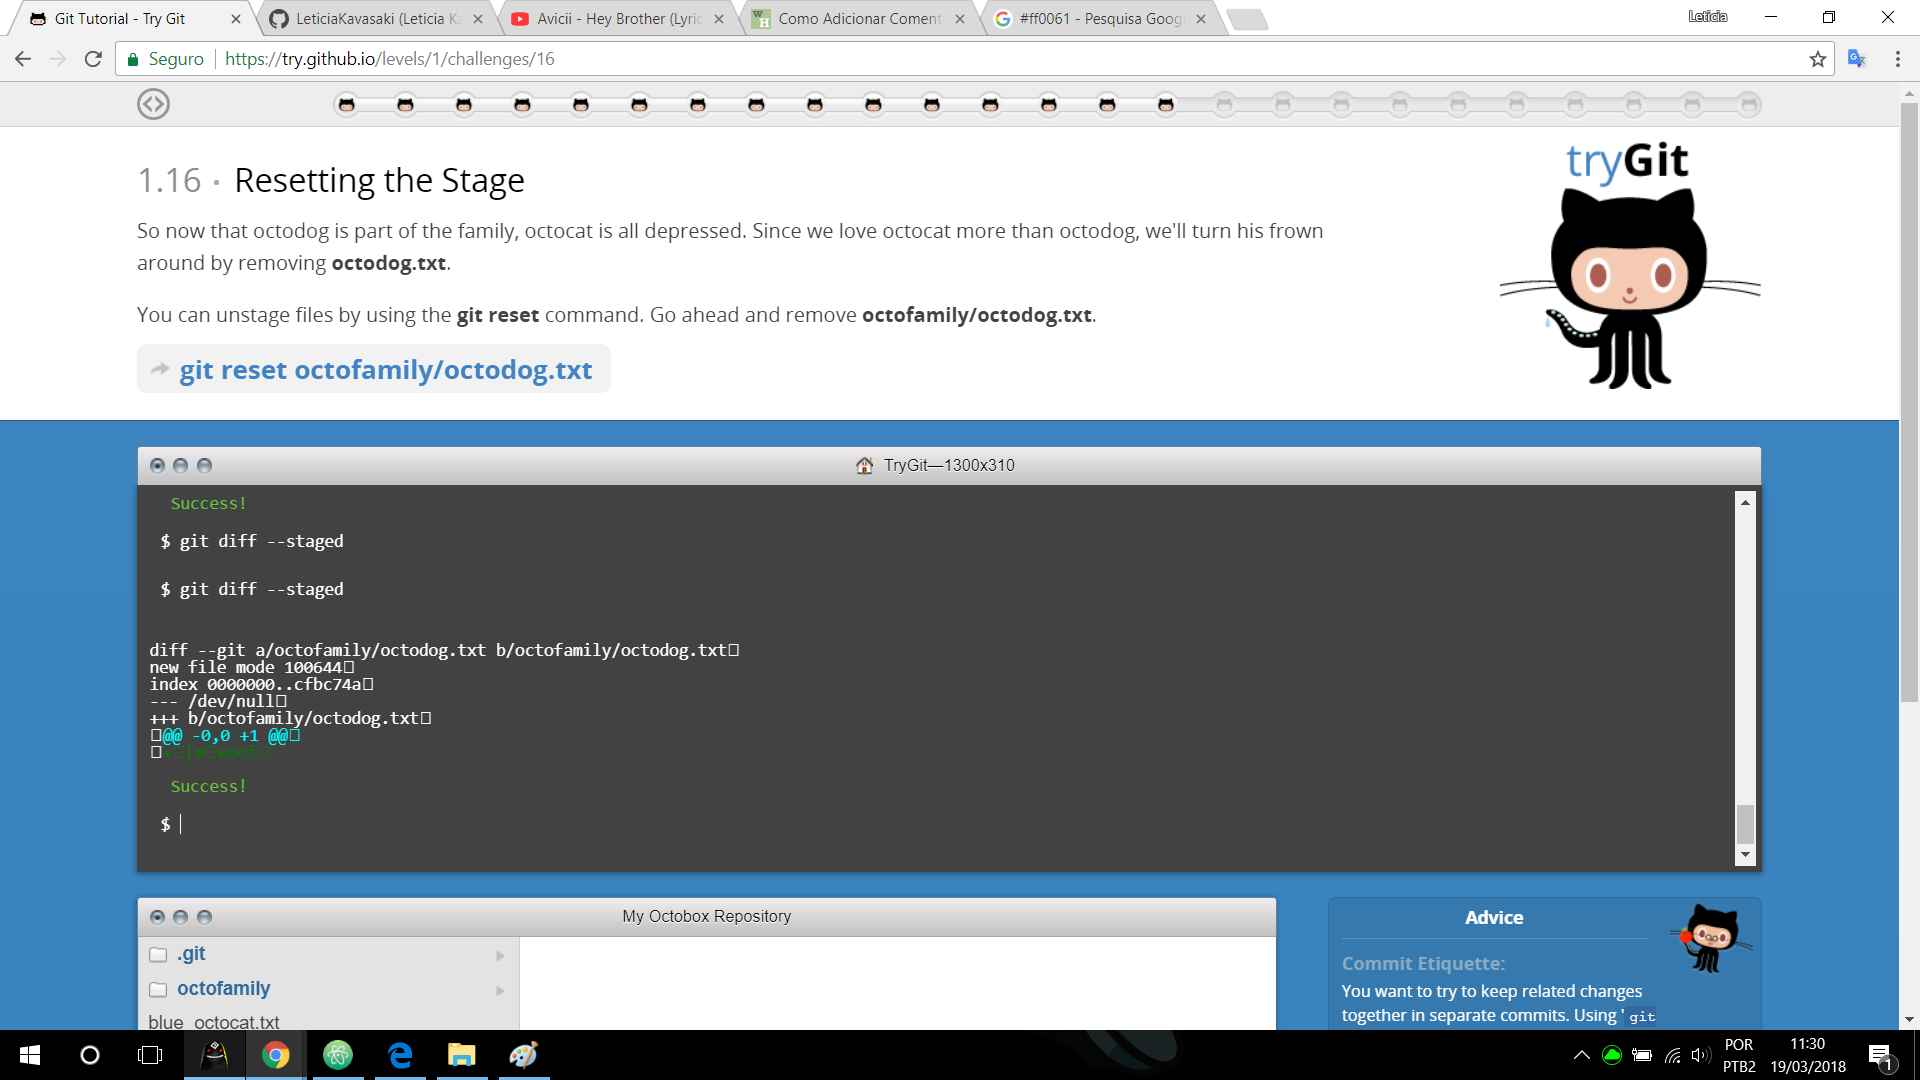 Git Tutorial - Try Git
LeticiaKavasaki (Leticia K
Avicii - Hey Brother (Lyric
Como Adicionar Coment
#ff0061 - Pesquisa Goog
Leticia
Seguro
https://try.github.io/levels/1/challenges/16
1.16 · Resetting the Stage
tryGit
So now that octodog is part of the family, octocat is all depressed. Since we love octocat more than octodog, we'll turn his frown
around by removing octodog.txt.
You can unstage files by using the git reset command. Go ahead and remove octofamily/octodog.txt.
git reset octofamily/octodog.txt
TryGit—1300x310
Success!
$ git diff --staged
$ git diff --staged
diff --git a/octofamily/octodog.txt b/octofamily/octodog.txt□
new file mode 100644□
index 0000000..cfbc74a□
--- /dev/null□
+++ b/octofamily/octodog.txt□
□@@ -0,0 +1 @@□
Success!
$
My Octobox Repository
.git
octofamily
blue_octocat.txt
Advice
Commit Etiquette:
You want to try to keep related changes
together in separate commits. Using 'git
POR
PTB2
11:30
19/03/2018
1